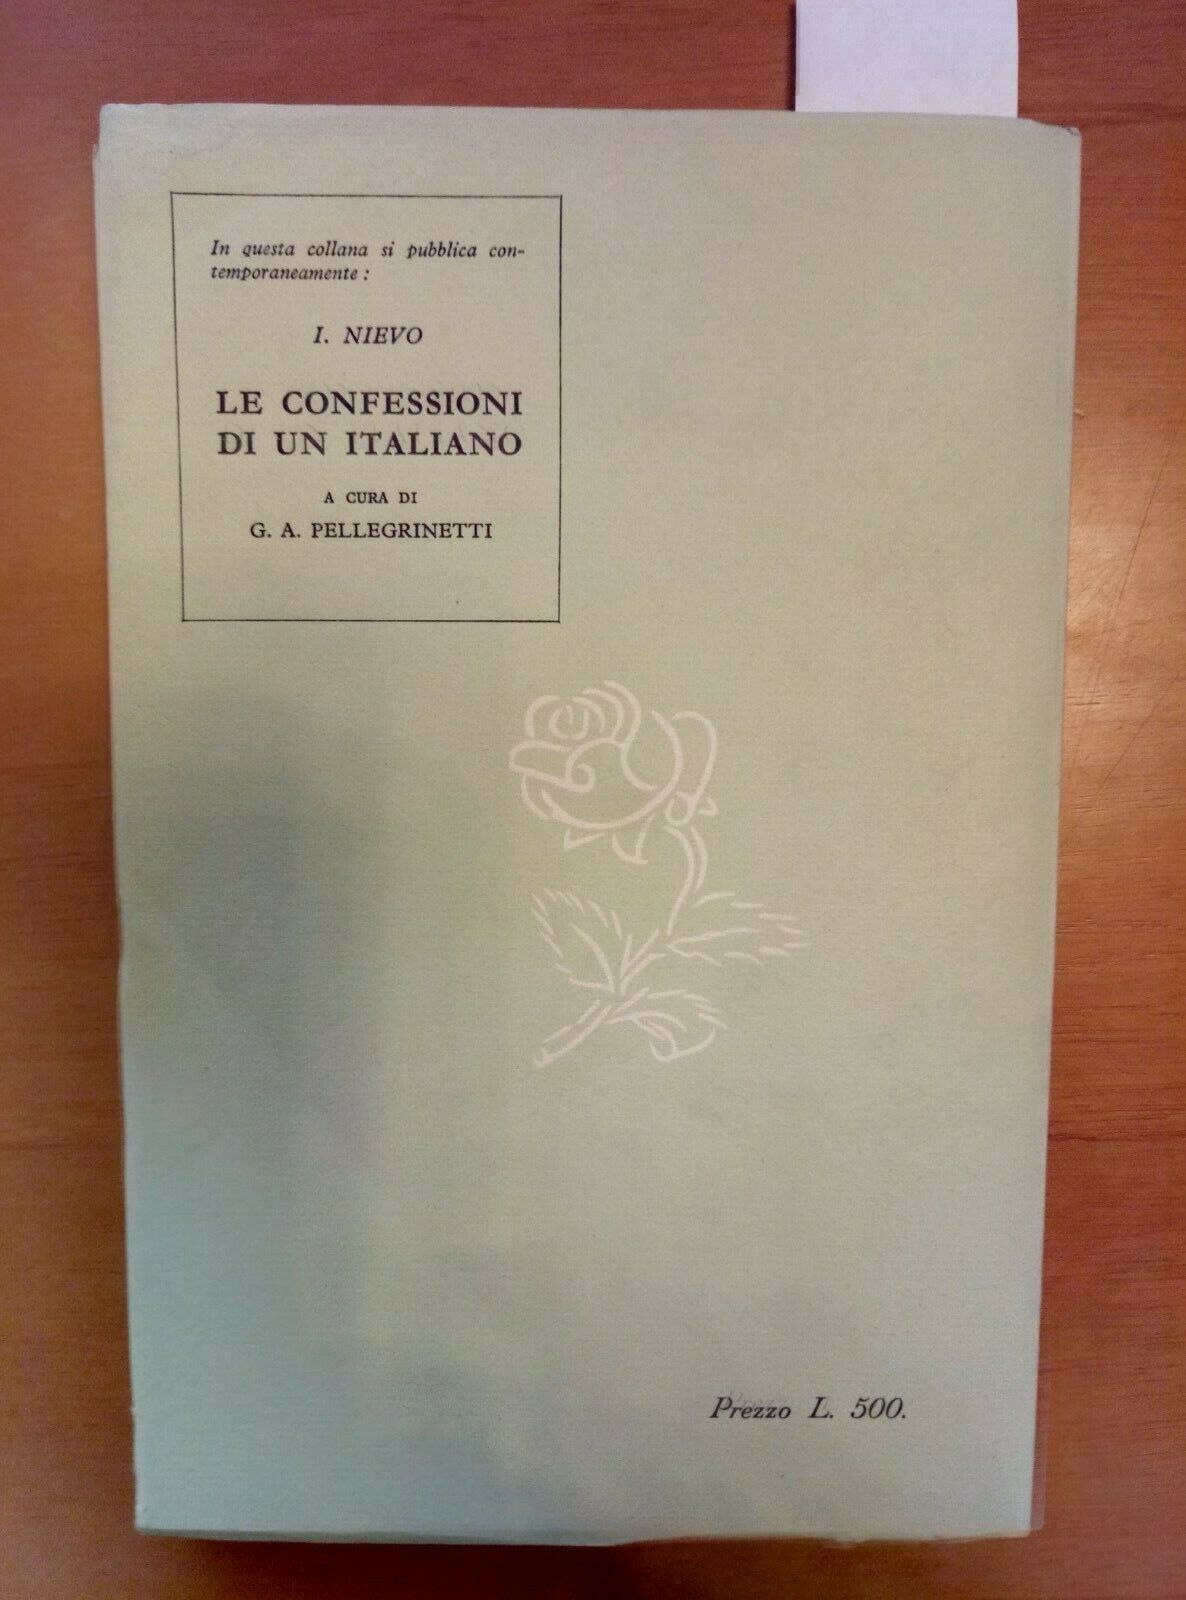 In questa collana si pubblica con-
temporaneamente :
I. NIEVO
LE CONFESSIONI
DI UN ITALIANO
A CURA DI
G. A. PELLEGRINETTI
Prezzo L. 500.